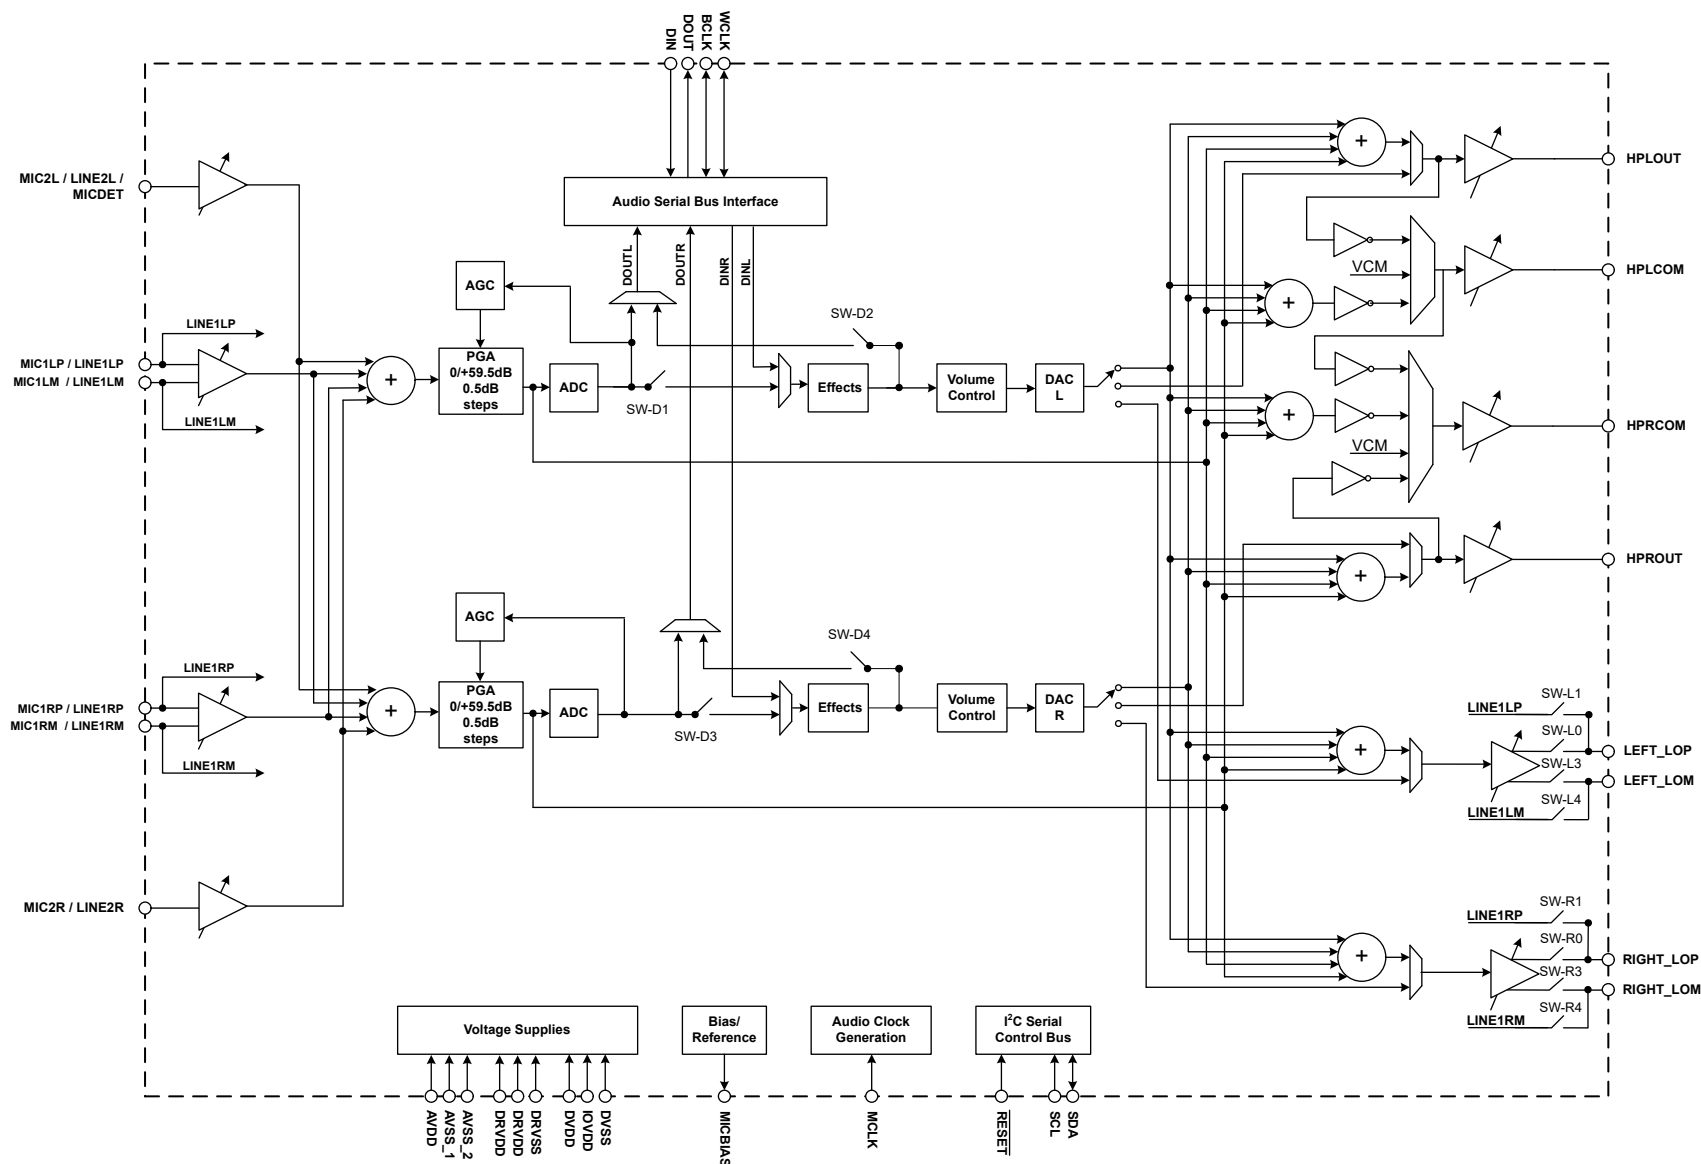 DIN
DOUT
BCLK
WCLK
MIC2L / LINE2L /
MICDET
Audio Serial Bus Interface
+
HPLOUT
DOUTL
DOUTR
DINR
DINL
AGC
VCM
+
HPLCOM
LINE1LP
SW-D2
MIC1LP / LINE1LP
MIC1LM / LINE1LM
+
PGA
0/+59.5dB
0.5dB
steps
ADC
SW-D1
Effects
Volume
Control
DAC
L
LINE1LM
+
VCM
HPRCOM
HPROUT
+
AGC
SW-D4
LINE1RP
MIC1RP / LINE1RP
MIC1RM / LINE1RM
+
PGA
0/+59.5dB
0.5dB
steps
ADC
SW-D3
Effects
Volume
Control
DAC
R
LINE1RM
+
SW-L1
LINE1LP
SW-L0
LEFT_LOP
SW-L3
LEFT_LOM
SW-L4
LINE1LM
MIC2R / LINE2R
+
SW-R1
LINE1RP
SW-R0
RIGHT_LOP
SW-R3
RIGHT_LOM
SW-R4
LINE1RM
Voltage Supplies
Bias/
Reference
Audio Clock
Generation
I²C Serial
Control Bus
AVDD
AVSS_1
AVSS_2
DRVDD
DRVDD
DRVSS
DVDD
IOVDD
DVSS
MICBIAS
MCLK
RESET
SCL
SDA